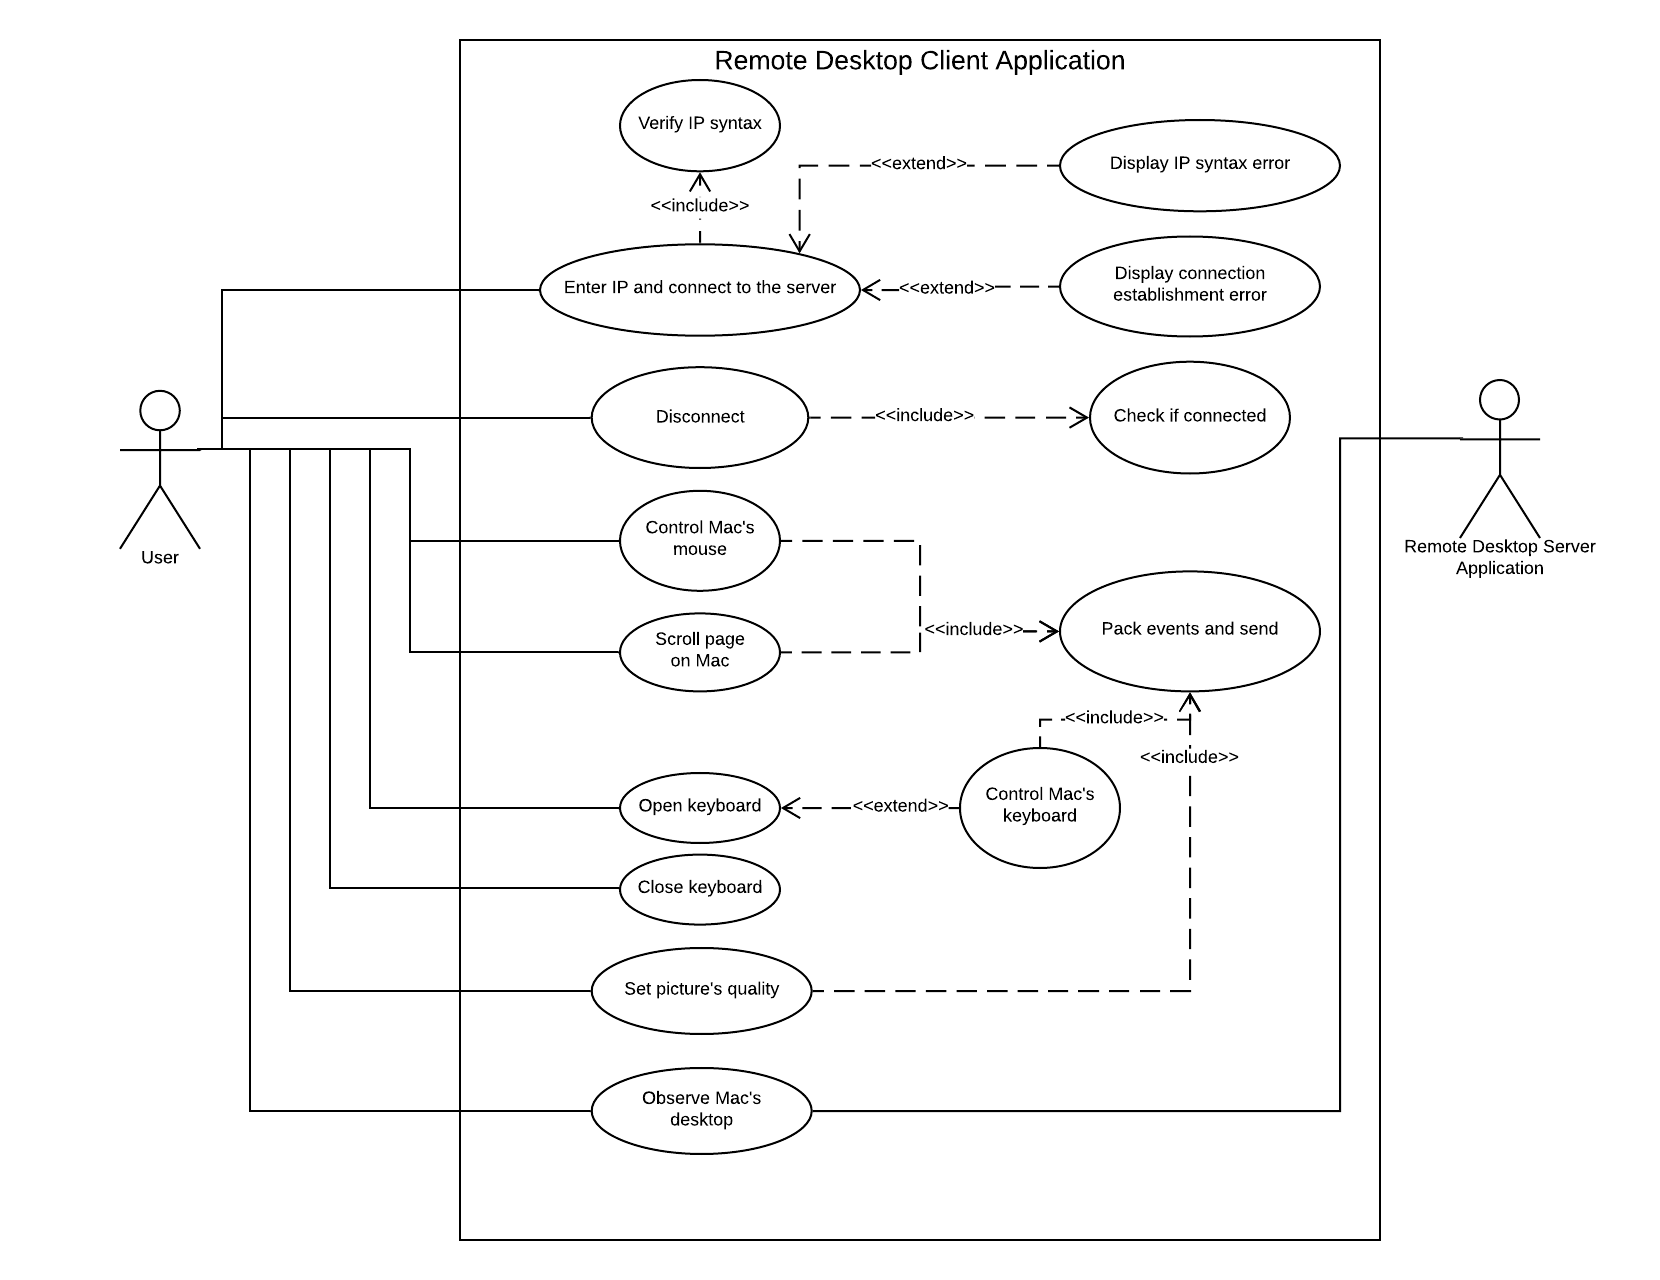 Remote Desktop Client Application
Verify IP syntax
<<extend>>
Display IP syntax error
<<include>>
Enter IP and connect to the server
<<extend>>
Display connection
establishment error
Disconnect
<<include>>
Check if connected
User
Remote Desktop Server
Application
Control Mac's
mouse
Scroll page
on Mac
<<include>>
Pack events and send
<<include>>
<<include>>
Open keyboard
<<extend>>
Control Mac's
keyboard
Close keyboard
Set picture's quality
Observe Mac's
desktop